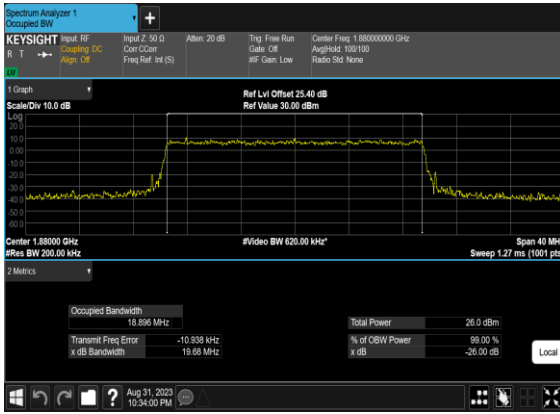 Spectrum Analyzer 1
Occupied BW
+
KEYSIGHT Input: RF Input Z: 50 Ω Atten: 20 dB Trig: Free Run Center Freq: 1.880000000 GHz
R T Coupling: DC Corr CCorr Gate: Off Avg|Hold: 100/100
Align: Off Freq Ref: Int (S) #IF Gain: Low Radio Std: None
LXI
1 Graph
Ref Lvl Offset 25.40 dB
Scale/Div 10.0 dB Ref Value 30.00 dBm
Log
20.0
10.0
0.00
-10.0
-20.0
-30.0
-40.0
-50.0
-60.0
Center 1.88000 GHz #Video BW 620.00 kHz* Span 40 MH
#Res BW 200.00 kHz Sweep 1.27 ms (1001 pts
2 Metrics
Occupied Bandwidth
18.896 MHz Total Power 26.0 dBm
Transmit Freq Error -10.938 kHz % of OBW Power 99.00 %
x dB Bandwidth 19.68 MHz x dB -26.00 dB
Local
? Aug 31, 2023
10:34:00 PM